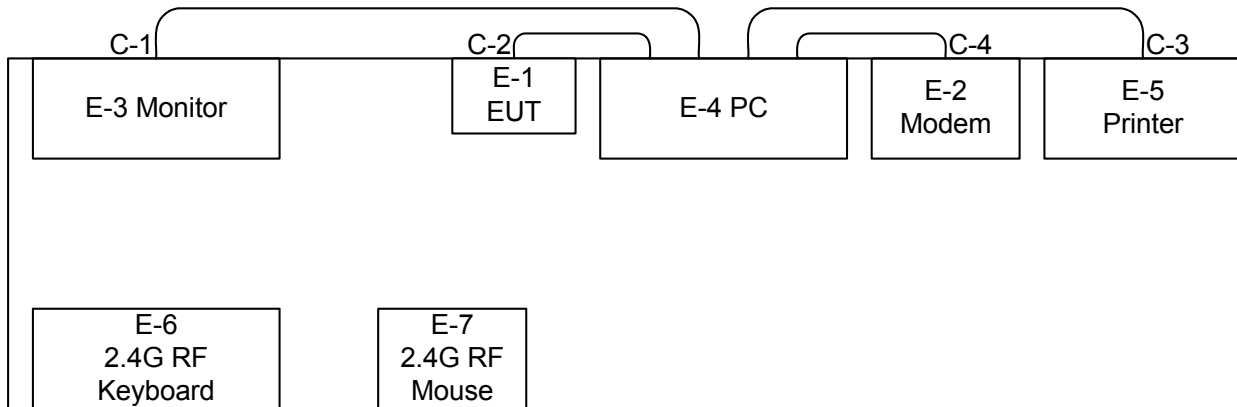 C-1
C-2
C-4
C-3
E-3 Monitor
E-1
EUT
E-4 PC
E-2
Modem
E-5
Printer
E-6
2.4G RF
Keyboard
E-7
2.4G RF
Mouse